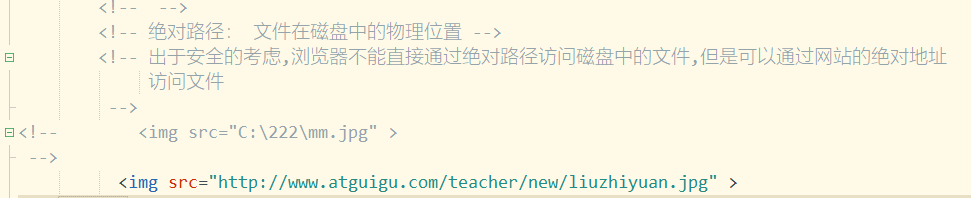 <!--  -->
<!-- 绝对路径： 文件在磁盘中的物理位置 -->
<!-- 出于安全的考虑,浏览器不能直接通过绝对路径访问磁盘中的文件,但是可以通过网站的绝对地址
访问文件
-->
<!-- <img src="C:\222\mm.jpg" >
-->
<img src="http://www.atguigu.com/teacher/new/liuzhiyuan.jpg" >